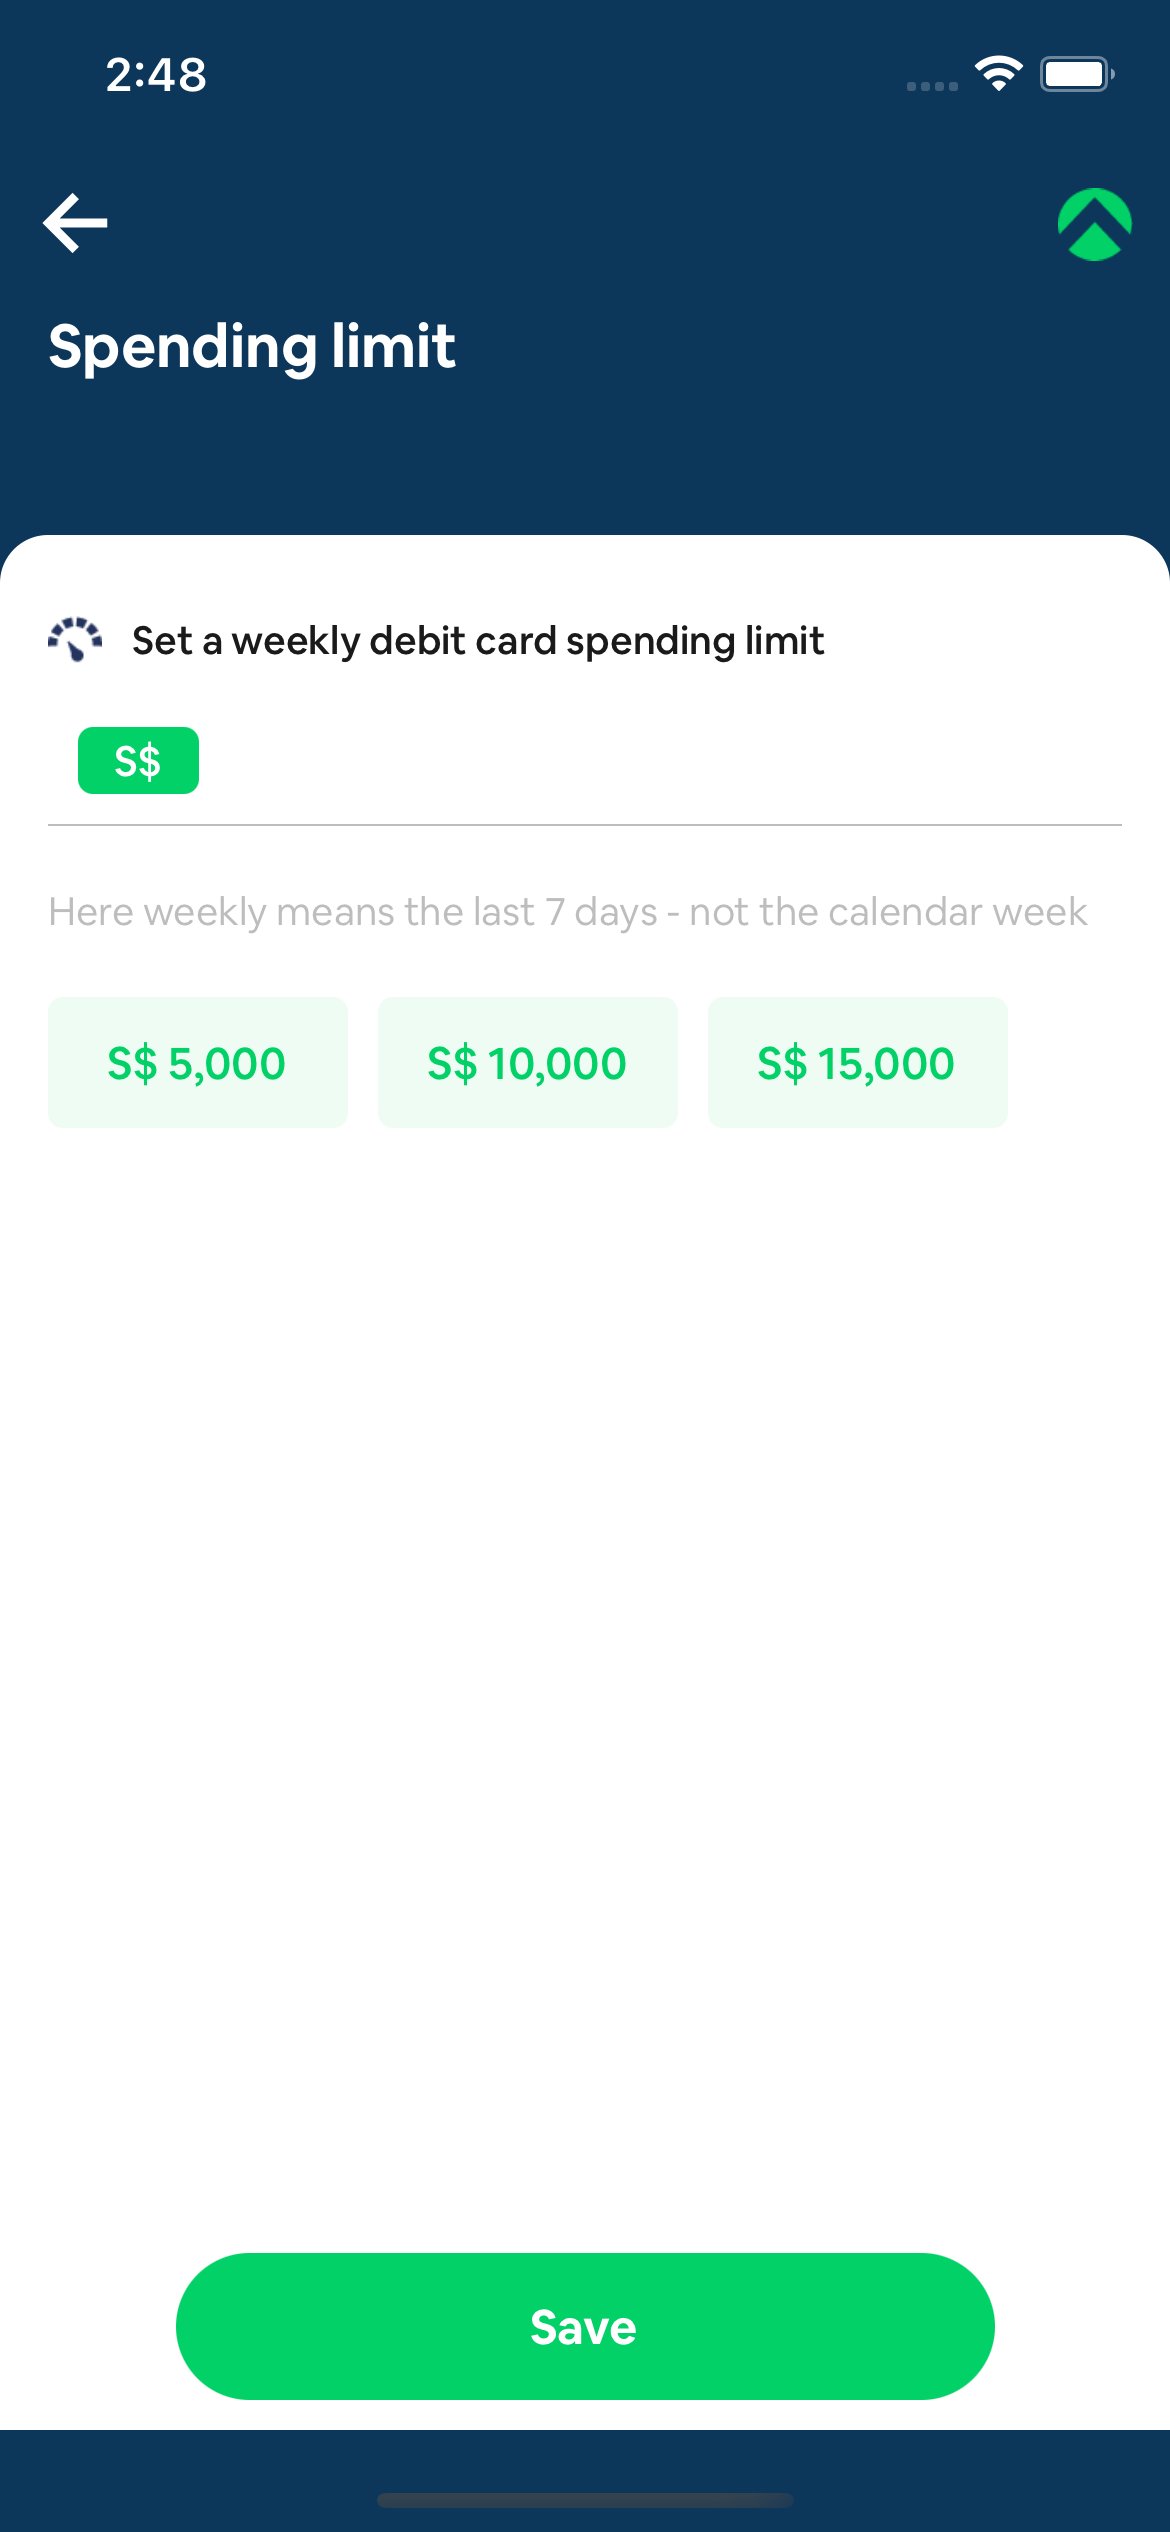 2:48
Spending limit
Set a weekly debit card spending limit
S$
Here weekly means the last 7 days - not the calendar week
S$ 5,000
S$ 10,000
S$ 15,000
Save